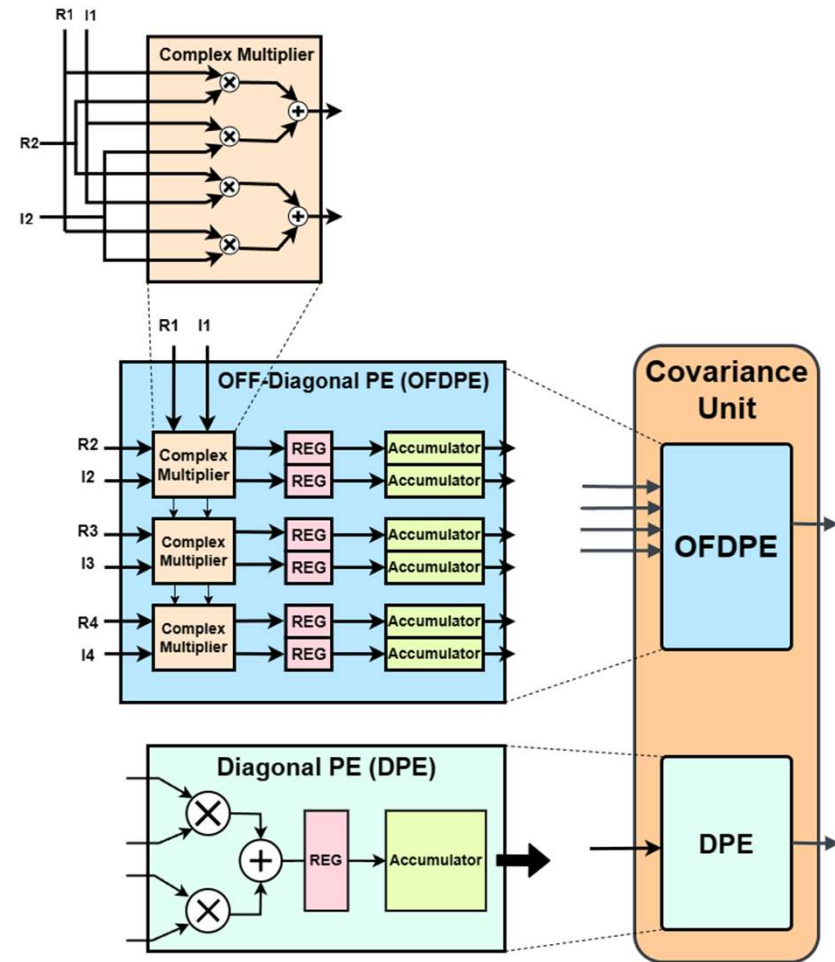 R1 I1
Complex Multiplier
R2
I2
R1 I1
OFF-Diagonal PE (OFDPE)
R2
Complex
Multiplier
REG
Accumulator
I2
REG
Accumulator
R3
Complex
Multiplier
REG
Accumulator
I3
REG
Accumulator
R4
Complex
Multiplier
REG
Accumulator
I4
REG
Accumulator
Covariance
Unit
OFDPE
Diagonal PE (DPE)
REG
Accumulator
DPE